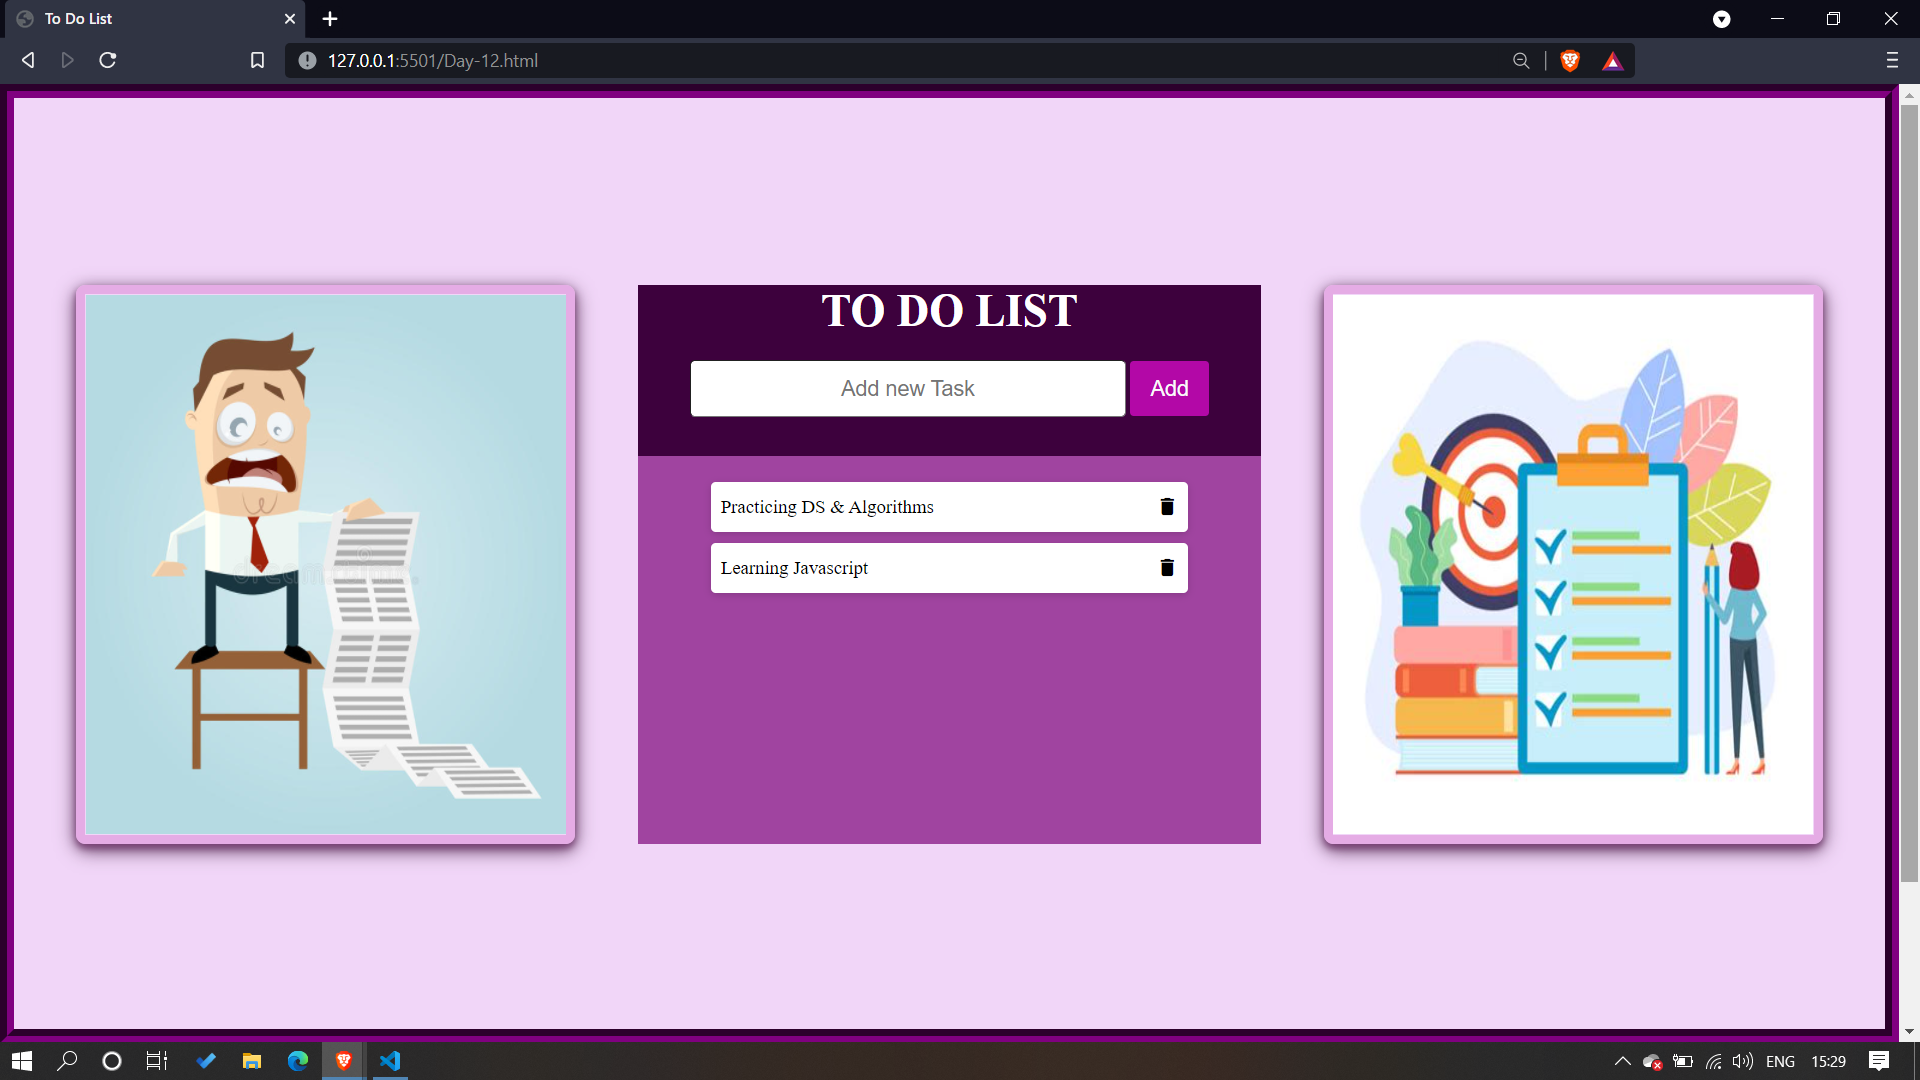 To Do List
127.0.0.1:5501/Day-12.html
TO DO LIST
Add new Task
Add
Practicing DS & Algorithms
Learning Javascript
ENG
15:29